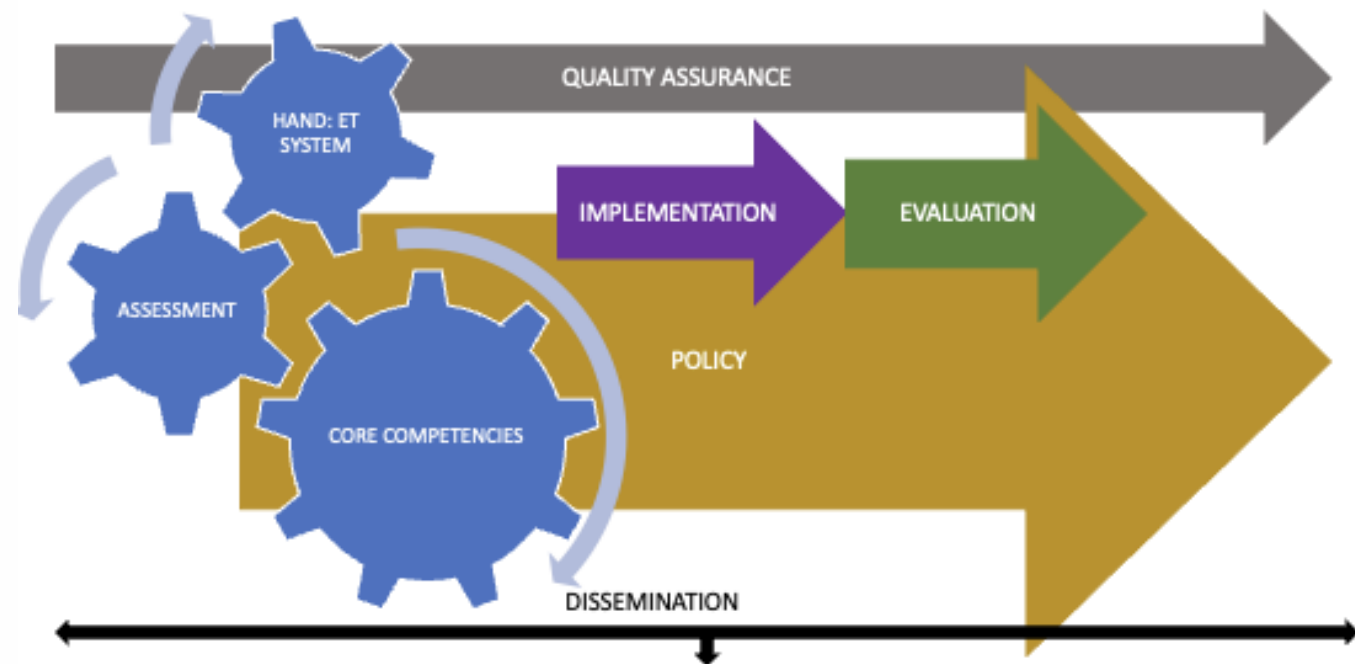 QUALITY ASSURANCE
HAND: ET
SYSTEM
IMPLEMENTATION
EVALUATION
ASSESSMENT
POLICY
CORE COMPETENCIES
DISSEMINATION